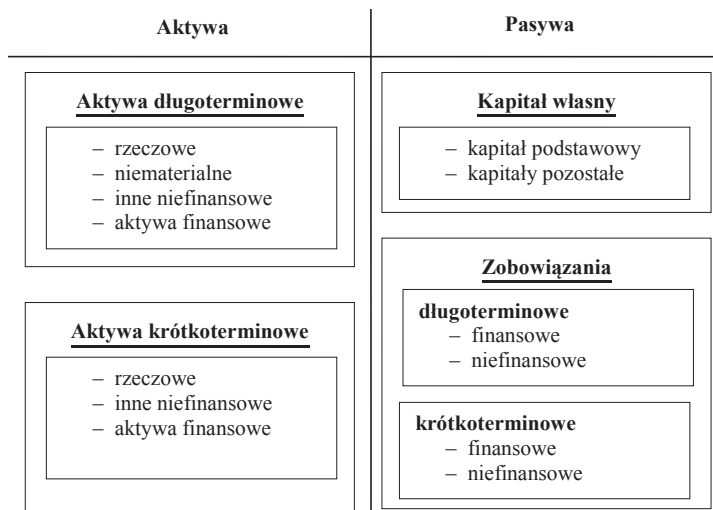 Aktywa
Pasywa
Aktywa długoterminowe
– rzeczowe
– niematerialne
– inne niefinansowe
– aktywa finansowe
Aktywa krótkoterminowe
– rzeczowe
– inne niefinansowe
– aktywa finansowe
Kapitał własny
– kapitał podstawowy
– kapitały pozostałe
Zobowiązania
długoterminowe
– finansowe
– niefinansowe
krótkoterminowe
– finansowe
– niefinansowe